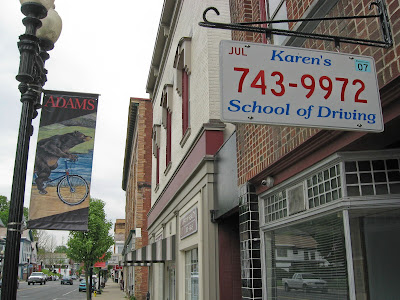 ADAMS
JUL
Karen's
07
743-9972
School of Driving